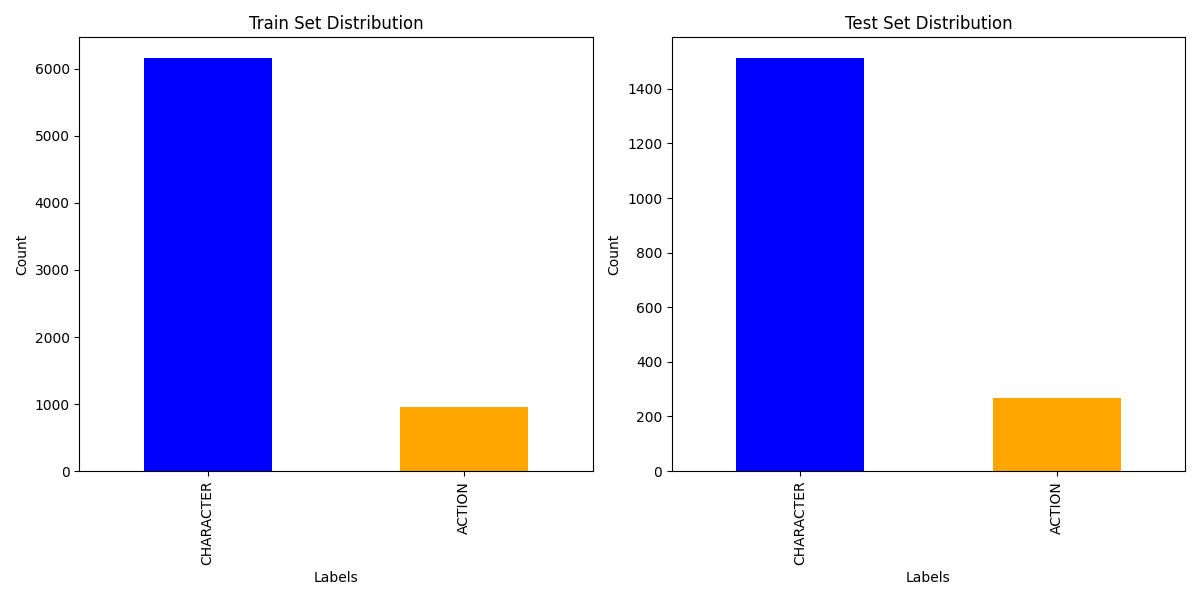 Train Set Distribution
6000
5000
4000
3000
2000
1000
0
Count
CHARACTER
ACTION
Labels
Test Set Distribution
1400
1200
1000
800
600
400
200
0
Count
CHARACTER
ACTION
Labels